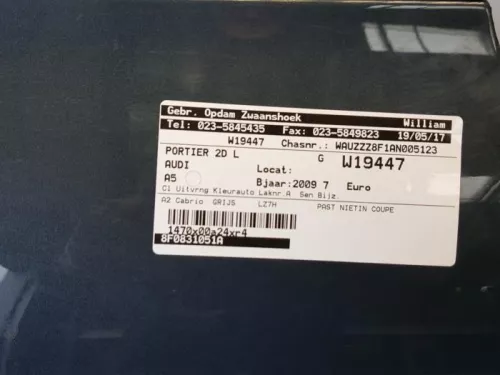 Gebr. Opdam Zwaanshoek William
Tel: 023-5845435 Fax: 023-5849823 19/05/17
W19447 Chasnr.: WAUZZZ8F1AN005123
PORTIER 2D L G W19447
AUDI Locat:
A5 Bjaar:2009 7 Euro
Cl Uitvrng Kleurauto Laknr.A Sen Bijz.
A2 Cabrio GRIJS LZ7H PAST NIETIN COUPE
1470x00a24xr4
8F0831051A